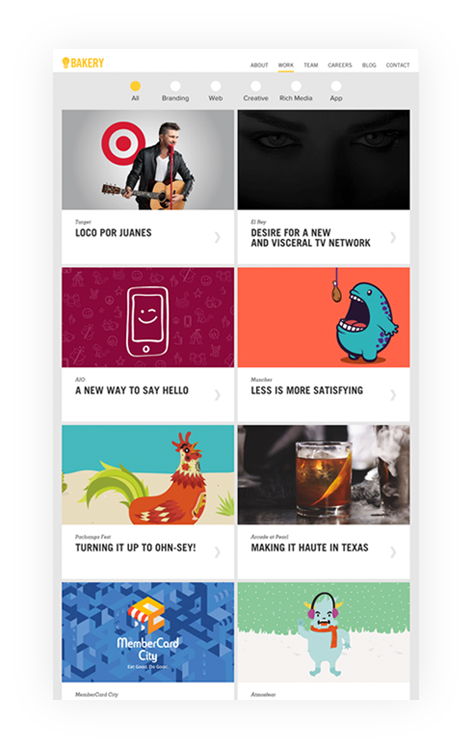 BAKERY
ABOUT WORK TEAM CAREERS BLOG CONTACT
All Branding Web Creative Rich Media App
Target
LOCO POR JUANES
El Rey
DESIRE FOR A NEW
AND VISCERAL TV NETWORK
AIO
A NEW WAY TO SAY HELLO
Muncher
LESS IS MORE SATISFYING
Pachanga Fest
TURNING IT UP TO OHN-SEY!
Arcade at Pearl
MAKING IT HAUTE IN TEXAS
MemberCard
City
Eat Good. Do Good.
MemberCard City
Atmosfear